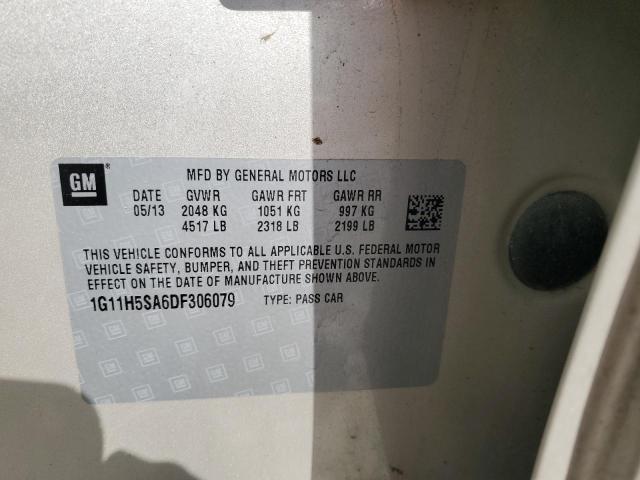 GM
MFD BY GENERAL MOTORS LLC
DATE GVWR GAWR FRT GAWR RR
05/13 2048 KG 1051 KG 997 KG
4517 LB 2318 LB 2199 LB
THIS VEHICLE CONFORMS TO ALL APPLICABLE U.S. FEDERAL MOTOR
VEHICLE SAFETY, BUMPER, AND THEFT PREVENTION STANDARDS IN
EFFECT ON THE DATE OF MANUFACTURE SHOWN ABOVE.
1G11H5SA6DF306079 TYPE: PASS CAR